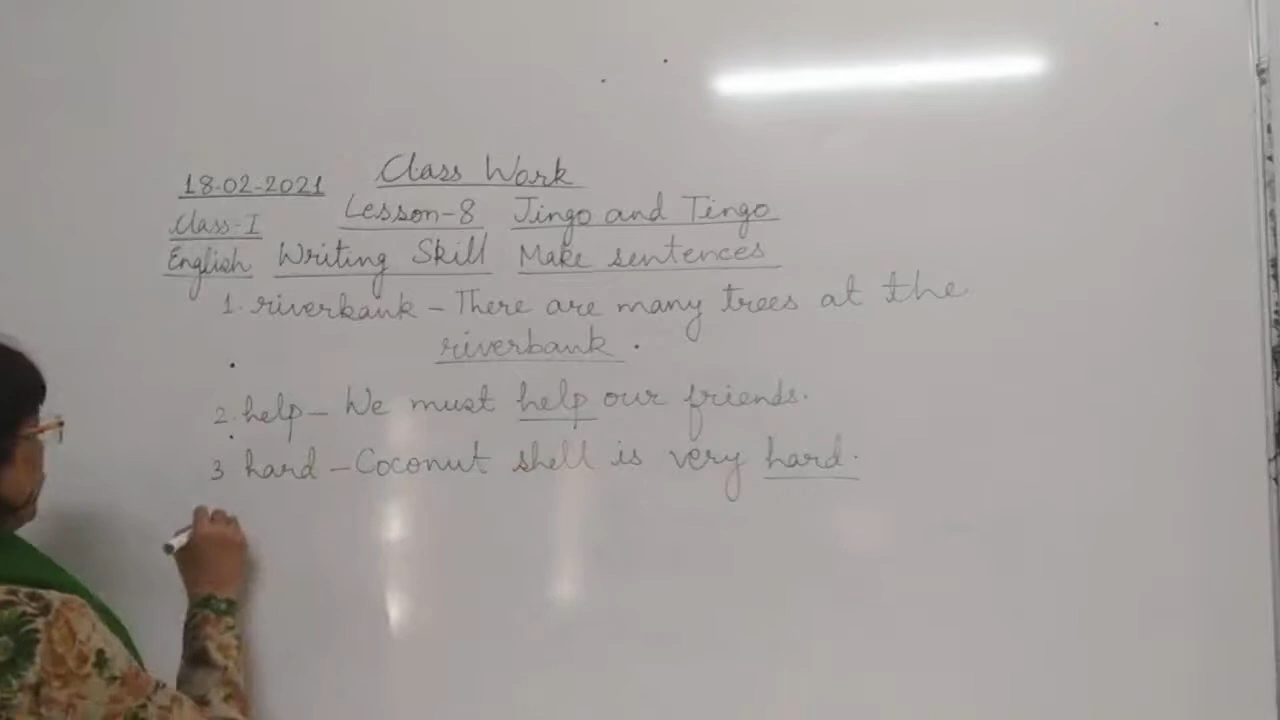 Class Work
18.02-2021
Lesson-8 Jingo and Tingo
Class-I
English Writing Skill Make sentences
1. riverbank - There are many trees at the
riverbank.
2. help - We must help our friends.
3 hard - Coconut shell is very hard.